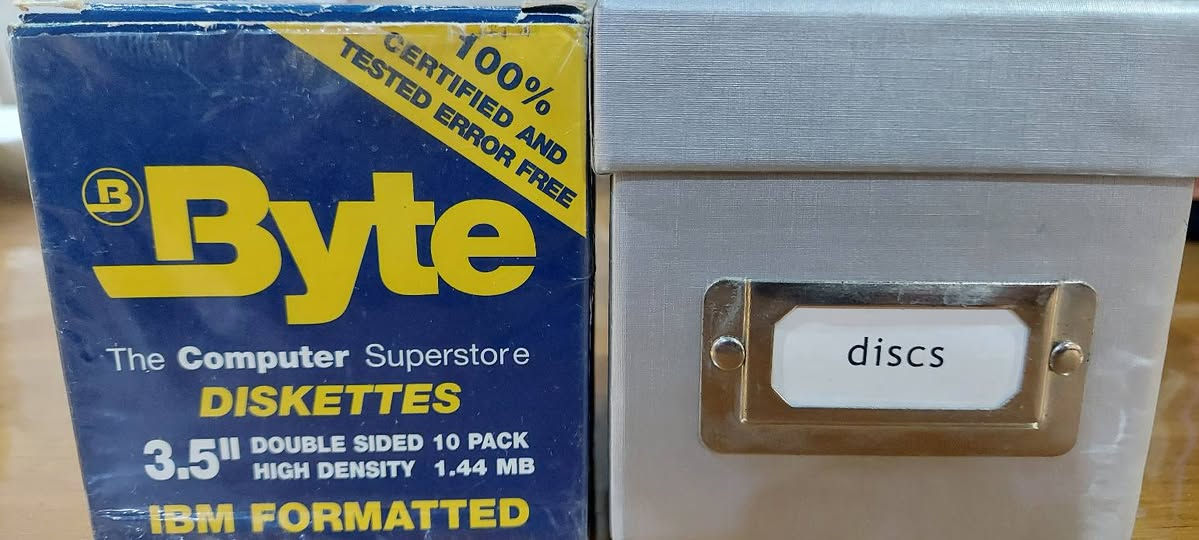 100%
CERTIFIED AND
TESTED ERROR FREE
B Byte
The Computer Superstore
DISKETTES
3.5" DOUBLE SIDED 10 PACK
HIGH DENSITY 1.44 MB
IBM FORMATTED
discs